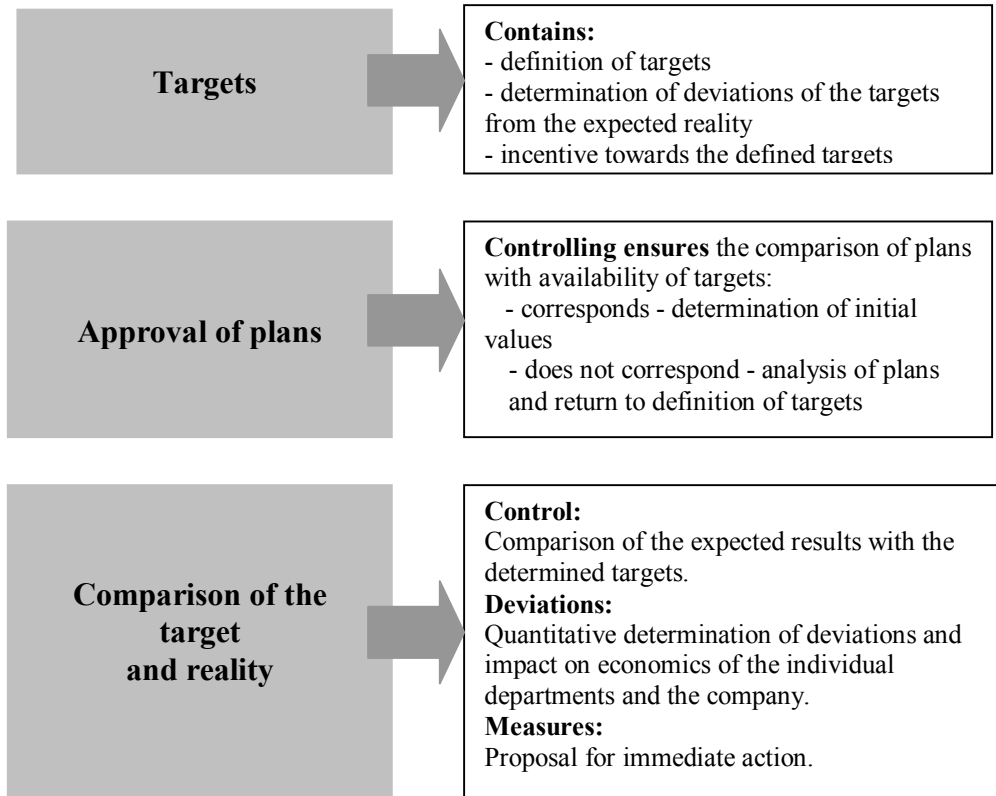 Targets
Contains:
- definition of targets
- determination of deviations of the targets
from the expected reality
- incentive towards the defined targets
Approval of plans
Controlling ensures the comparison of plans
with availability of targets:
- corresponds - determination of initial
values
- does not correspond - analysis of plans
and return to definition of targets
Comparison of the
target
and reality
Control:
Comparison of the expected results with the
determined targets.
Deviations:
Quantitative determination of deviations and
impact on economics of the individual
departments and the company.
Measures:
Proposal for immediate action.